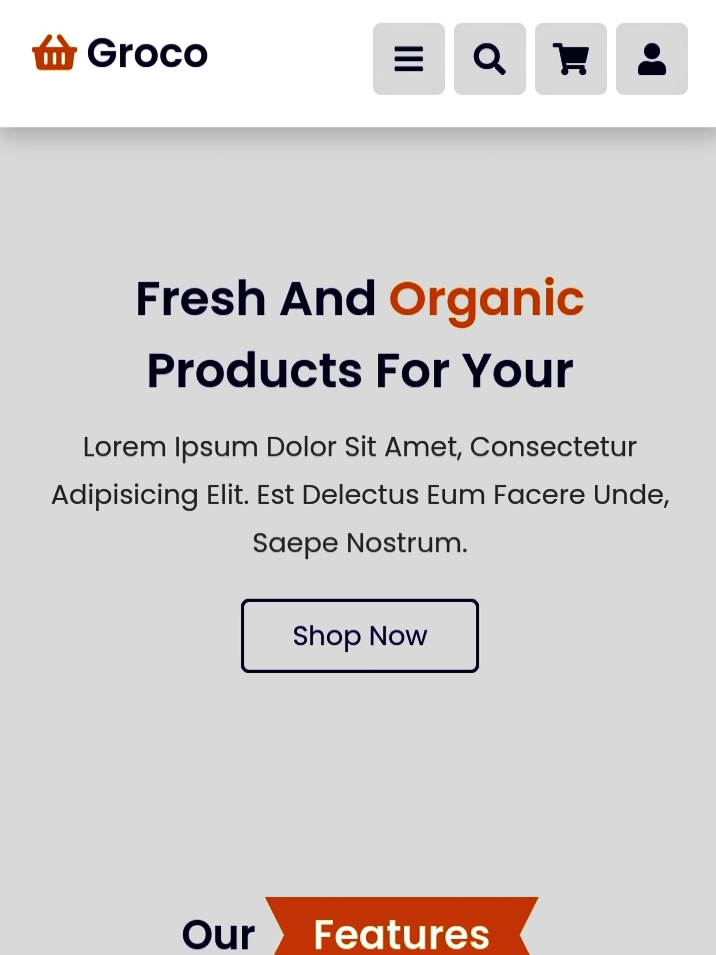 Groco
Fresh And Organic
Products For Your
Lorem Ipsum Dolor Sit Amet, Consectetur
Adipisicing Elit. Est Delectus Eum Facere Unde,
Saepe Nostrum.
Shop Now
Our Features